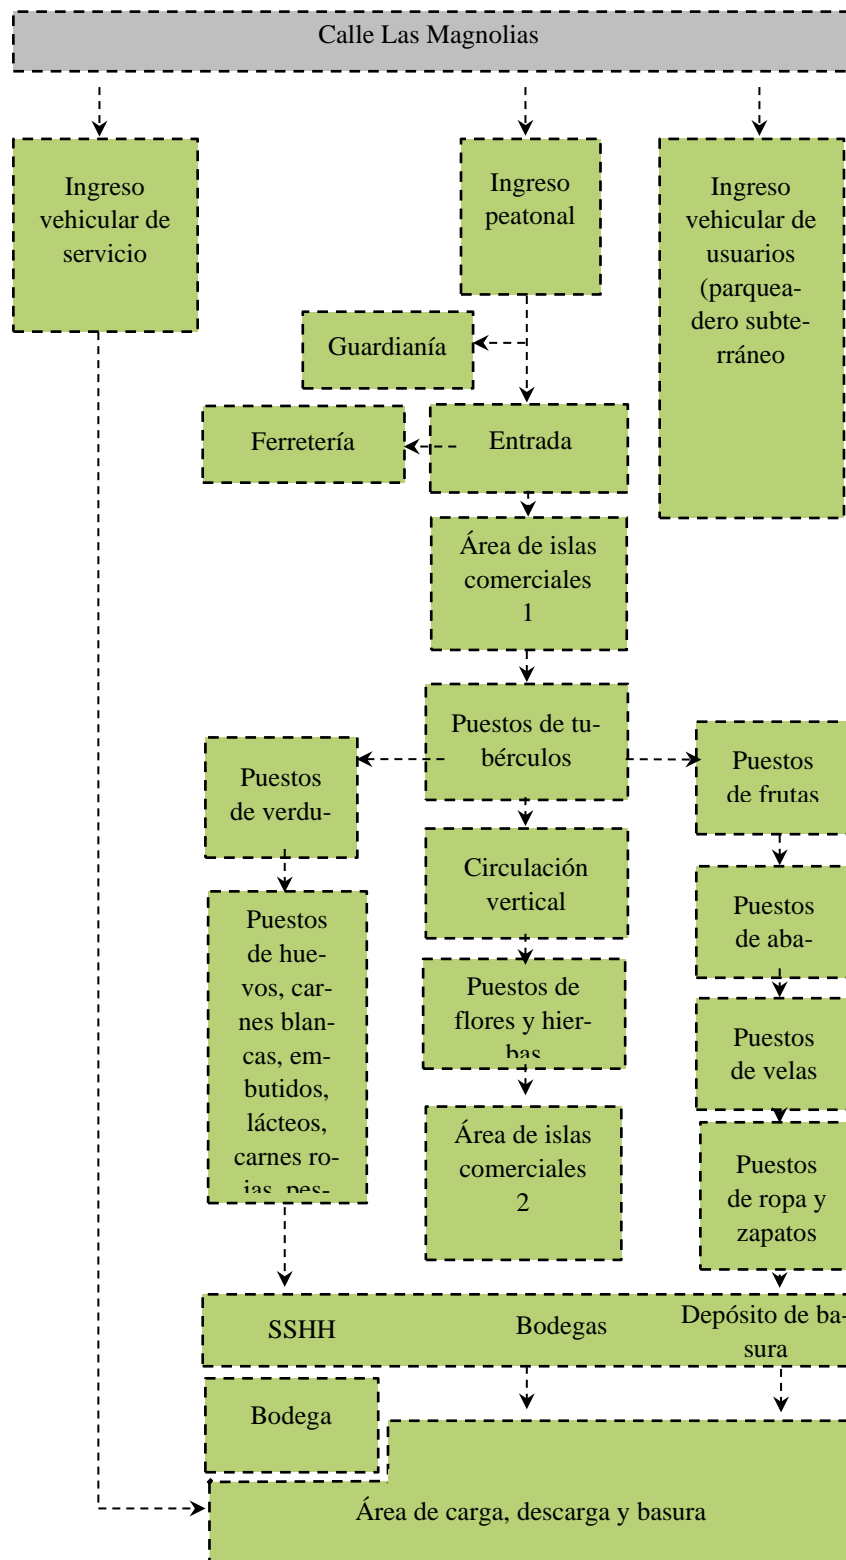 Calle Las Magnolias
Ingreso
vehicular de
servicio
Ingreso
peatonal
Ingreso
vehicular de
usuarios
(parquea-
dero subte-
rráneo
Guardianía
Ferretería
Entrada
Área de islas
comerciales
1
Puestos de tu-
bérculos
Puestos
de verdu-
Puestos
de frutas
Circulación
vertical
Puestos
de aba-
Puestos
de hue-
vos, car-
nes blan-
cas, em-
butidos,
lácteos,
carnes ro-
jas, pes-
Puestos de
flores y hier-
bas
Puestos
de velas
Área de islas
comerciales
2
Puestos
de ropa y
zapatos
SSHH
Bodegas
Depósito de ba-
sura
Bodega
Área de carga, descarga y basura